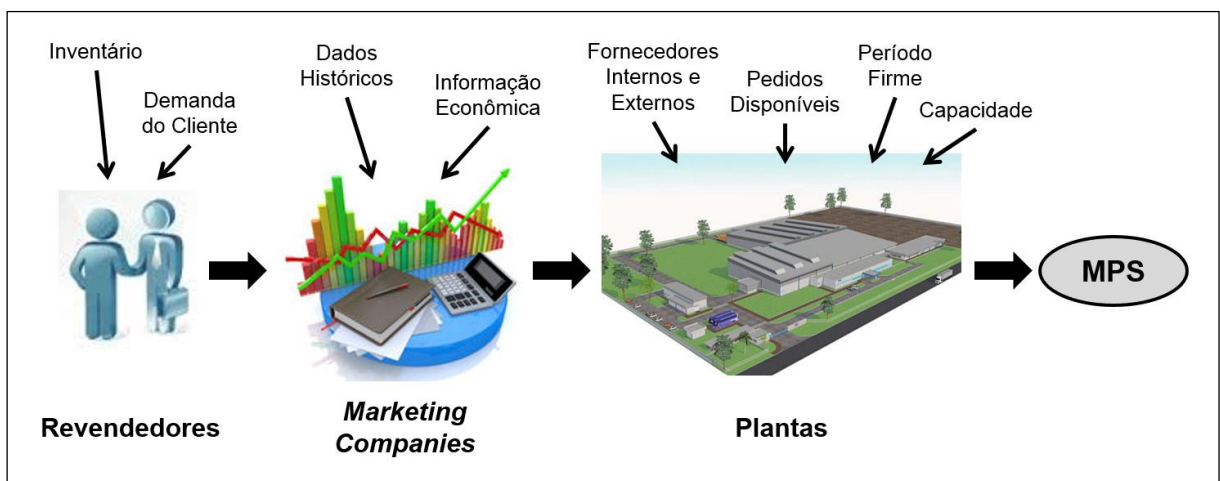 Inventário
Demanda
do Cliente
Dados
Históricos
Informação
Econômica
Fornecedores
Internos e
Externos
Pedidos
Disponíveis
Período
Firme
Capacidade
MPS
Revendedores
Marketing
Companies
Plantas